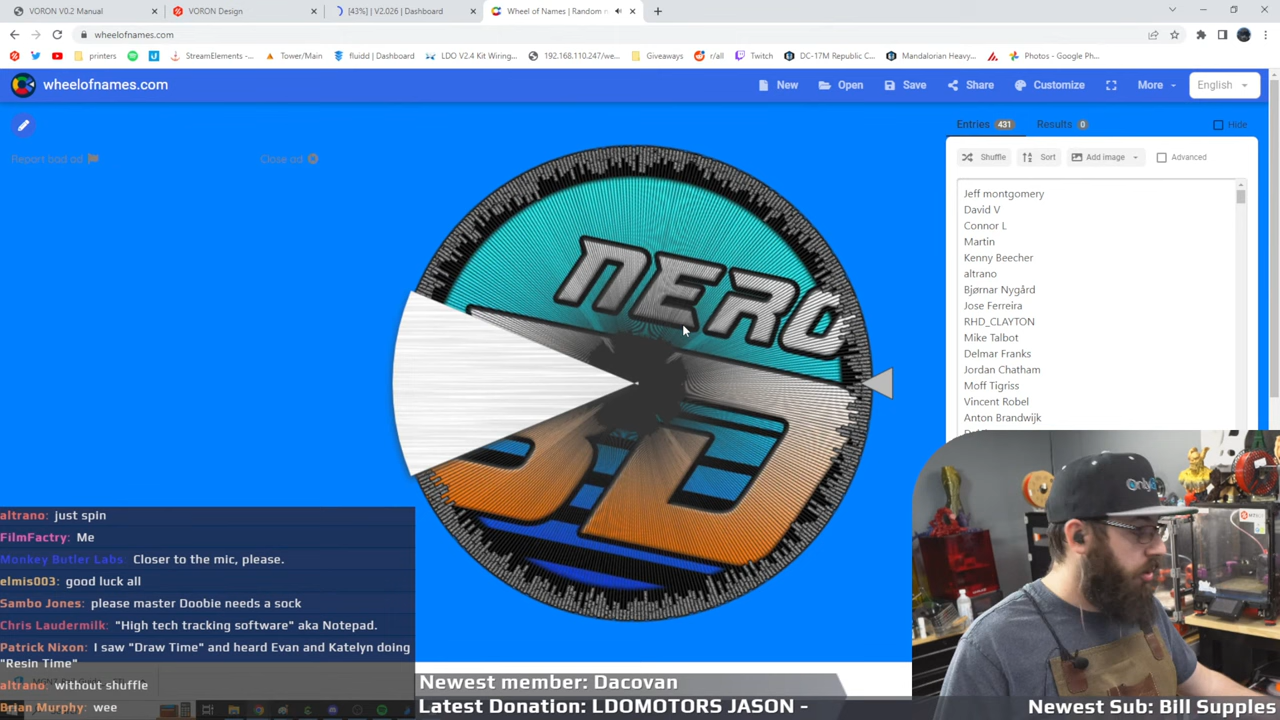 VORON V0.2 Manual
VORON Design
[43%] | V2.026 | Dashboard
Wheel of Names | Random n
wheelofnames.com
printers
StreamElements -...
Tower/Main
fluidd | Dashboard
LDO V2.4 Kit Wiring...
192.168.110.247/we...
Giveaways
r/all
Twitch
DC-17M Republic C...
Mandalorian Heavy...
Photos - Google Ph...
wheelofnames.com
New
Open
Save
Share
Customize
More
English
Report bad ad
Close ad
Entries 431
Results 0
Hide
Shuffle
Sort
Add image
Advanced
Jeff montgomery
David V
Connor L
Martin
Kenny Beecher
altrano
Bjørnar Nygård
Jose Ferreira
RHD_CLAYTON
Mike Talbot
Delmar Franks
Jordan Chatham
Moff Tigriss
Vincent Robel
Anton Brandwijk
NERO
3D
altrano: just spin
FilmFactry: Me
Monkey Butler Labs: Closer to the mic, please.
elmis003: good luck all
Sambo Jones: please master Doobie needs a sock
Chris Laudermilk: "High tech tracking software" aka Notepad.
Patrick Nixon: I saw "Draw Time" and heard Evan and Katelyn doing
"Resin Time"
altrano: without shuffle
Brian Murphy: wee
Newest member: Dacovan
Latest Donation: LDOMOTORS JASON -
Newest Sub: Bill Supples